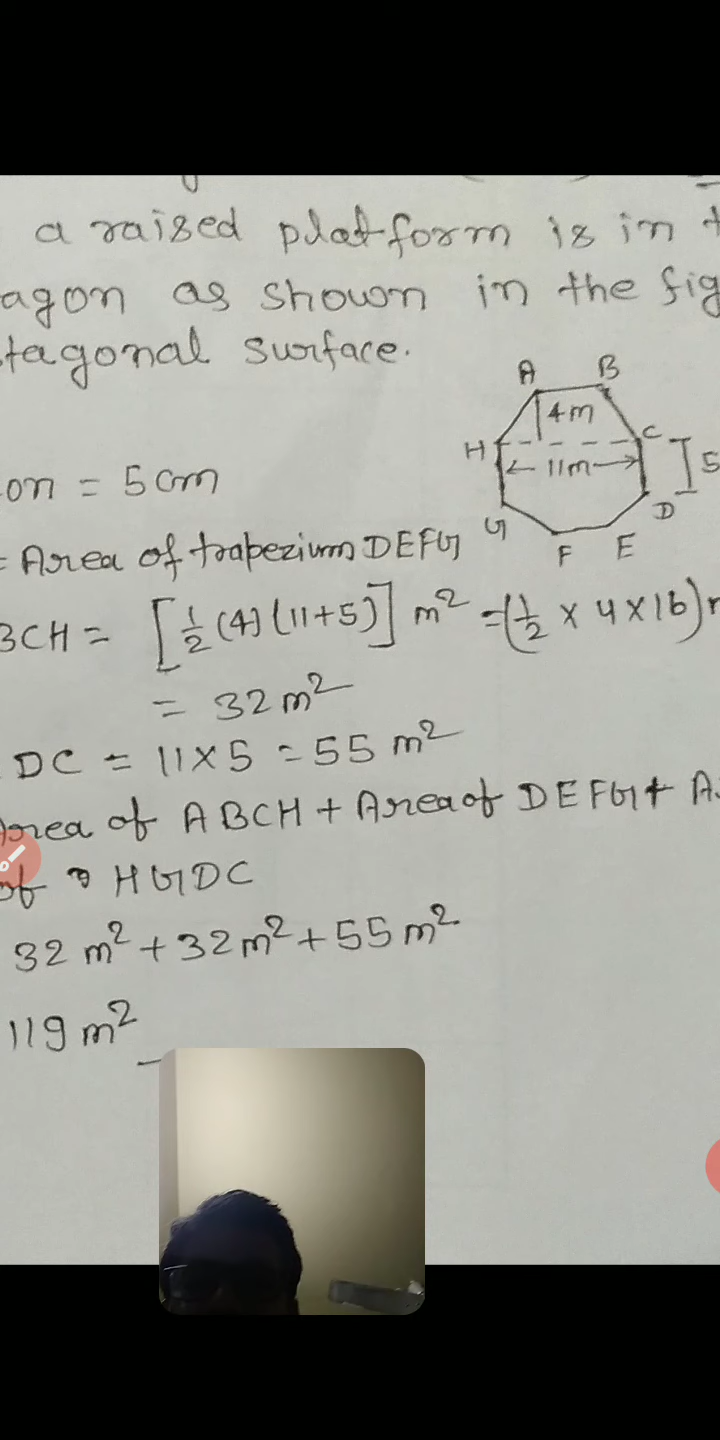 a raised platform is in t
agon as shown in the fig
tagonal surface.
A B
4m
H C
11m
5
G D
F E
on = 5cm
= Area of trapezium DEFG
BCH = [1/2 (4) (11+5)] m² = (1/2 × 4 × 16) m
= 32 m²
DC = 11×5 = 55 m²
Area of ABCH + Area of DEFG + A
of HGDC
32 m² + 32 m² + 55 m²
119 m²